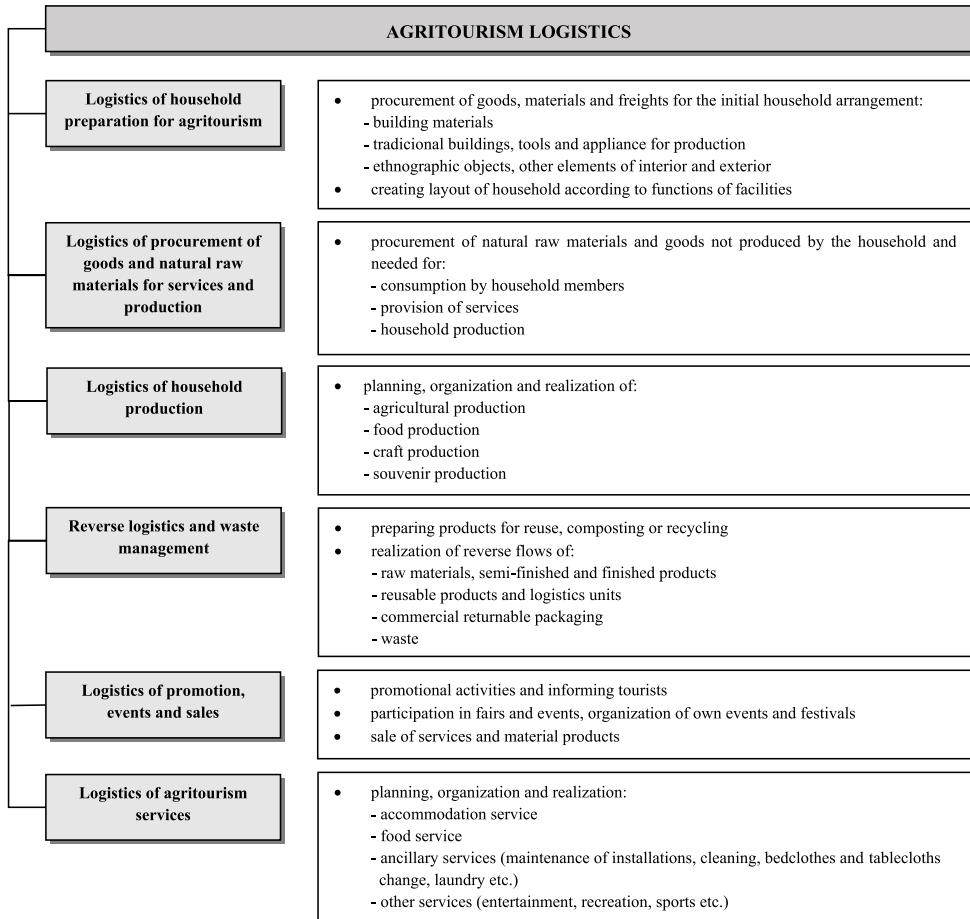 AGRITOURISM LOGISTICS
Logistics of household
preparation for agritourism
• procurement of goods, materials and freights for the initial household arrangement:
- building materials
- tradicional buildings, tools and appliance for production
- ethnographic objects, other elements of interior and exterior
• creating layout of household according to functions of facilities
Logistics of procurement of
goods and natural raw
materials for services and
production
• procurement of natural raw materials and goods not produced by the household and
needed for:
- consumption by household members
- provision of services
- household production
Logistics of household
production
• planning, organization and realization of:
- agricultural production
- food production
- craft production
- souvenir production
Reverse logistics and waste
management
• preparing products for reuse, composting or recycling
• realization of reverse flows of:
- raw materials, semi-finished and finished products
- reusable products and logistics units
- commercial returnable packaging
- waste
Logistics of promotion,
events and sales
• promotional activities and informing tourists
• participation in fairs and events, organization of own events and festivals
• sale of services and material products
Logistics of agritourism
services
• planning, organization and realization:
- accommodation service
- food service
- ancillary services (maintenance of installations, cleaning, bedclothes and tablecloths
change, laundry etc.)
- other services (entertainment, recreation, sports etc.)